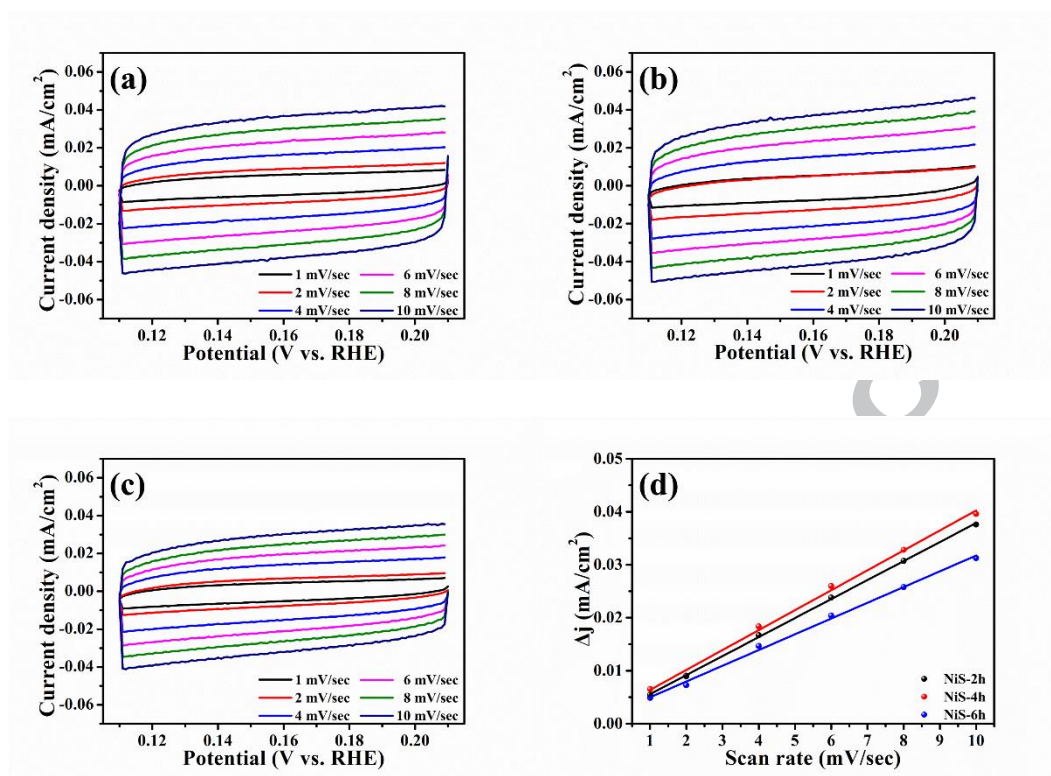 (a)
Current density (mA/cm²)
0.06
0.04
0.02
0.00
-0.02
-0.04
-0.06
1 mV/sec 6 mV/sec
2 mV/sec 8 mV/sec
4 mV/sec 10 mV/sec
0.12 0.14 0.16 0.18 0.20
Potential (V vs. RHE)
(b)
Current density (mA/cm²)
0.06
0.04
0.02
0.00
-0.02
-0.04
-0.06
1 mV/sec 6 mV/sec
2 mV/sec 8 mV/sec
4 mV/sec 10 mV/sec
0.12 0.14 0.16 0.18 0.20
Potential (V vs. RHE)
(c)
Current density (mA/cm²)
0.06
0.04
0.02
0.00
-0.02
-0.04
-0.06
1 mV/sec 6 mV/sec
2 mV/sec 8 mV/sec
4 mV/sec 10 mV/sec
0.12 0.14 0.16 0.18 0.20
Potential (V vs. RHE)
(d)
Δj (mA/cm²)
0.05
0.04
0.03
0.02
0.01
0.00
NiS-2h
NiS-4h
NiS-6h
1 2 3 4 5 6 7 8 9 10
Scan rate (mV/sec)